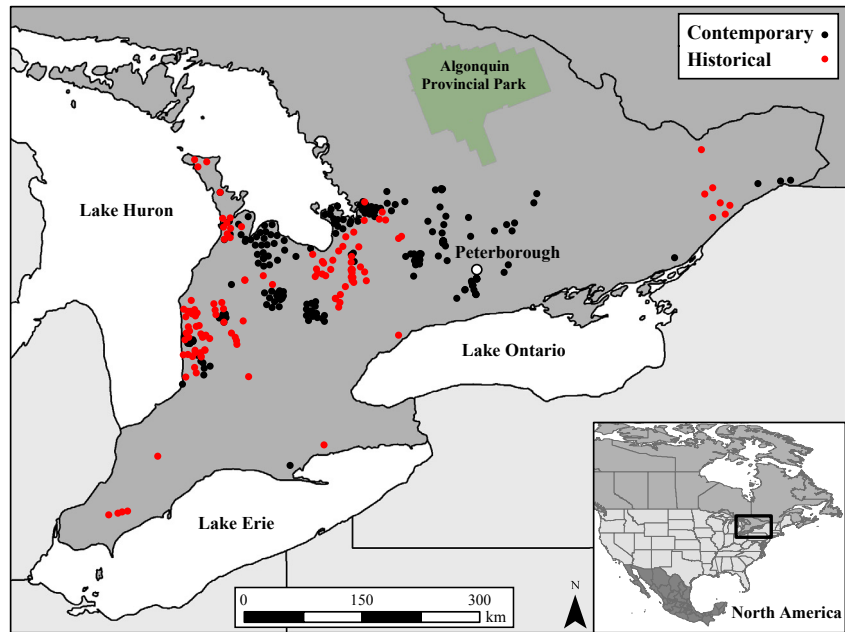 Contemporary
Historical
Algonquin
Provincial Park
Lake Huron
Peterborough
Lake Ontario
Lake Erie
N
0 150 300
km
North America